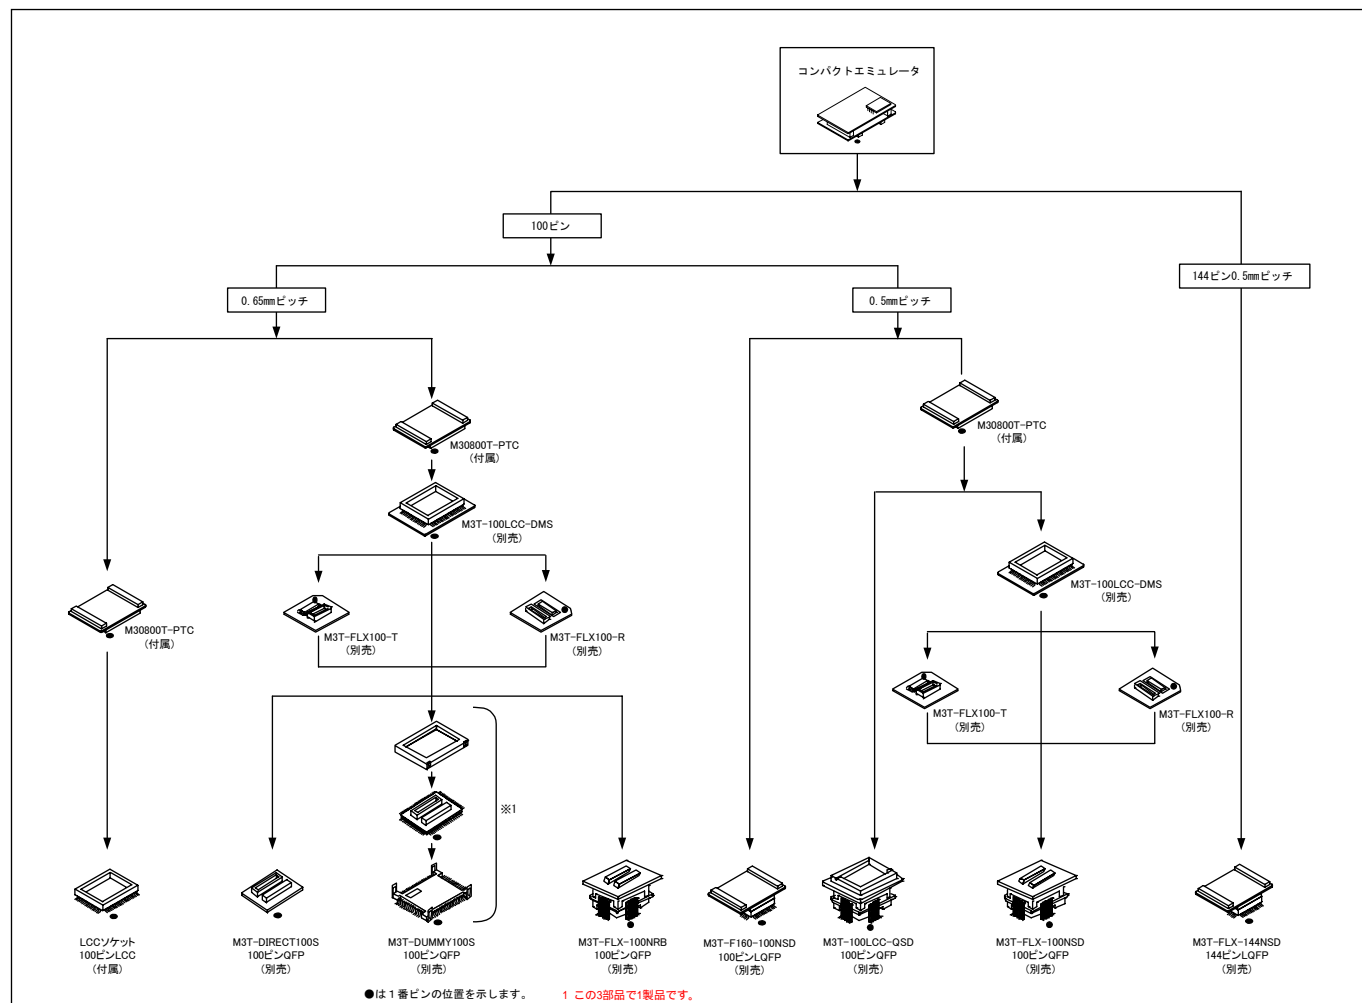 コンパクトエミュレータ
100ピン
144ピン0.5mmピッチ
0.65mmピッチ
0.5mmピッチ
M30800T-PTC
(付属)
M30800T-PTC
(付属)
M3T-100LCC-DMS
(別売)
M3T-100LCC-DMS
(別売)
M30800T-PTC
(付属)
M3T-FLX100-T
(別売)
M3T-FLX100-R
(別売)
M3T-FLX100-T
(別売)
M3T-FLX100-R
(別売)
※1
LCCソケット
100ピンLCC
(付属)
M3T-DIRECT100S
100ピンQFP
(別売)
M3T-DUMMY100S
100ピンQFP
(別売)
M3T-FLX-100NRB
100ピンQFP
(別売)
M3T-F160-100NSD
100ピンLQFP
(別売)
M3T-100LCC-QSD
100ピンQFP
(別売)
M3T-FLX-100NSD
100ピンQFP
(別売)
M3T-FLX-144NSD
144ピンLQFP
(別売)
●は１番ピンの位置を示します。
1 この3部品で1製品です。